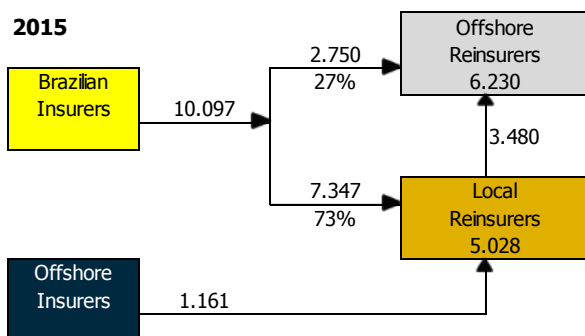 2015
Offshore
Reinsurers
6.230
2.750
27%
Brazilian
Insurers
10.097
3.480
7.347
73%
Local
Reinsurers
5.028
Offshore
Insurers
1.161